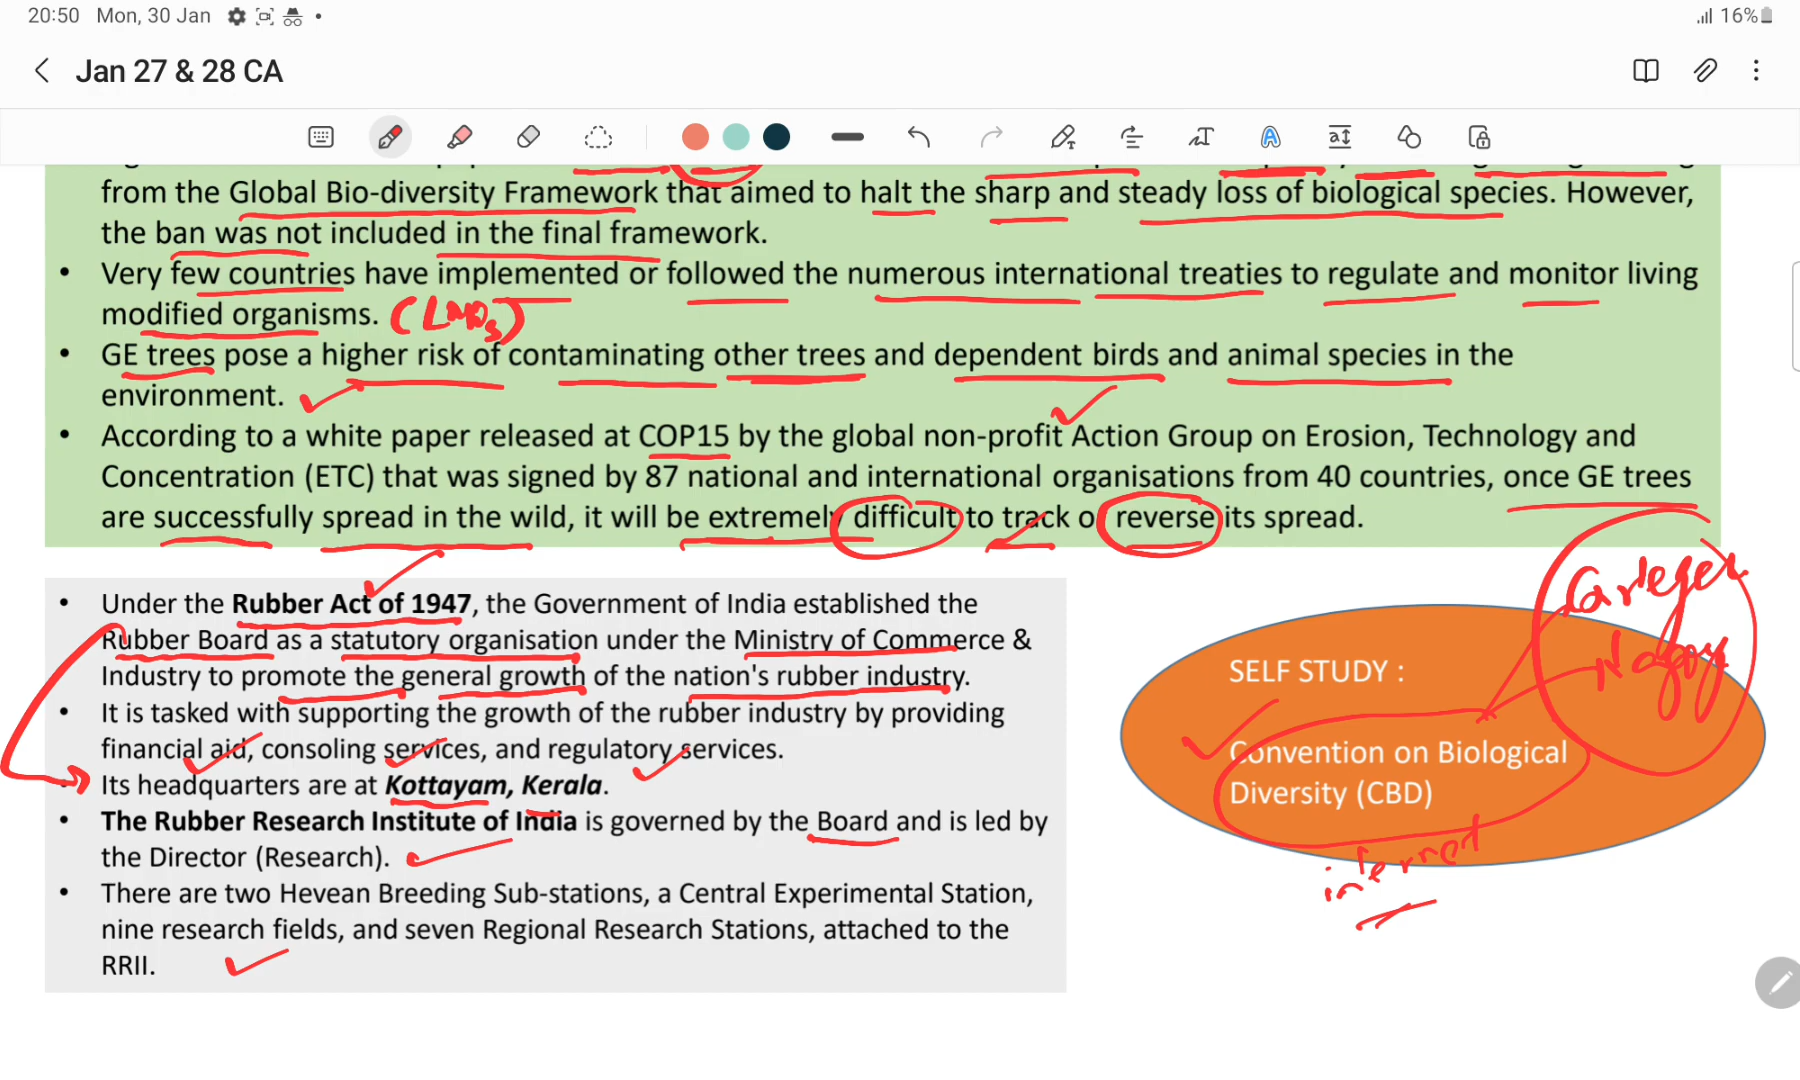 20:50 Mon, 30 Jan
16%
Jan 27 & 28 CA
from the Global Bio-diversity Framework that aimed to halt the sharp and steady loss of biological species. However,
the ban was not included in the final framework.
• Very few countries have implemented or followed the numerous international treaties to regulate and monitor living
modified organisms. (LMOs)
• GE trees pose a higher risk of contaminating other trees and dependent birds and animal species in the
environment.
• According to a white paper released at COP15 by the global non-profit Action Group on Erosion, Technology and
Concentration (ETC) that was signed by 87 national and international organisations from 40 countries, once GE trees
are successfully spread in the wild, it will be extremely difficult to track o reverse its spread.
• Under the Rubber Act of 1947, the Government of India established the
Rubber Board as a statutory organisation under the Ministry of Commerce &
Industry to promote the general growth of the nation's rubber industry.
• It is tasked with supporting the growth of the rubber industry by providing
financial aid, consoling services, and regulatory services.
• Its headquarters are at Kottayam, Kerala.
• The Rubber Research Institute of India is governed by the Board and is led by
the Director (Research).
• There are two Hevean Breeding Sub-stations, a Central Experimental Station,
nine research fields, and seven Regional Research Stations, attached to the
RRII.
Nagoya
SELF STUDY :
Convention on Biological
Diversity (CBD)
internet